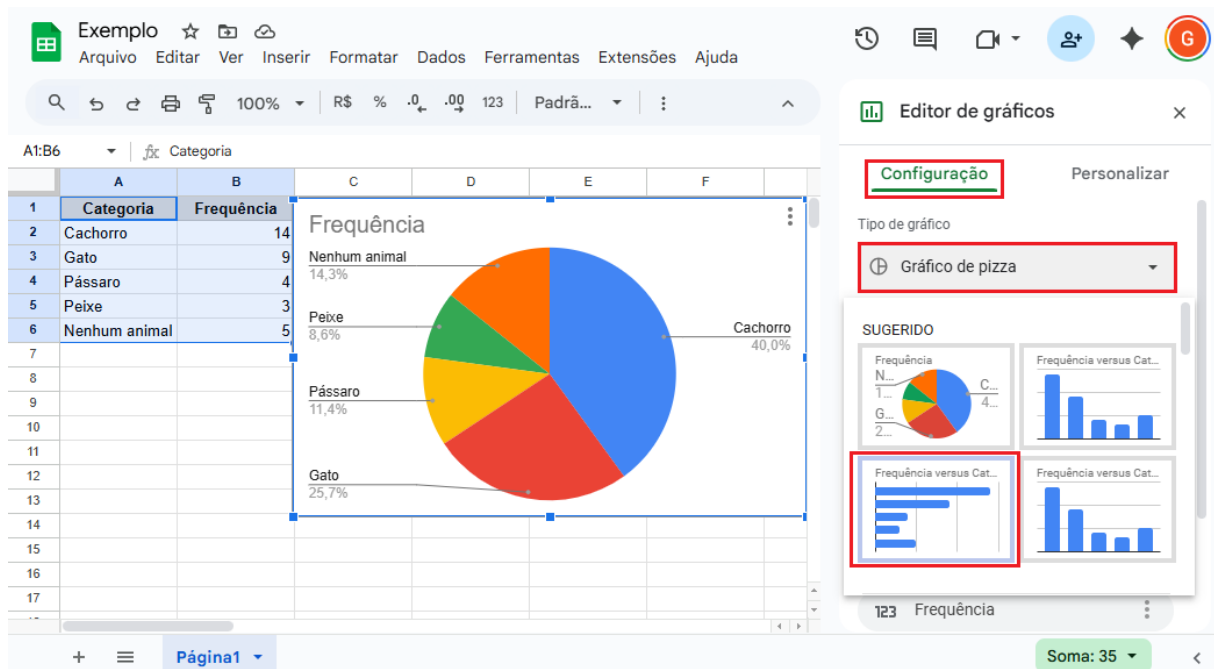 Exemplo
Arquivo Editar Ver Inserir Formatar Dados Ferramentas Extensões Ajuda
G
100% R$ % .0 .00 123 Padrã...
A1:B6 fx Categoria
A B C D E F
1 Categoria Frequência
2 Cachorro 14
3 Gato 9
4 Pássaro 4
5 Peixe 3
6 Nenhum animal 5
7
8
9
10
11
12
13
14
15
16
17
Frequência
Nenhum animal
14,3%
Peixe
8,6%
Cachorro
40,0%
Pássaro
11,4%
Gato
25,7%
Editor de gráficos
Configuração Personalizar
Tipo de gráfico
Gráfico de pizza
SUGERIDO
Frequência
N...
1...
C...
4...
G...
2...
Frequência versus Cat...
Frequência versus Cat...
Frequência versus Cat...
123 Frequência
Página1
Soma: 35